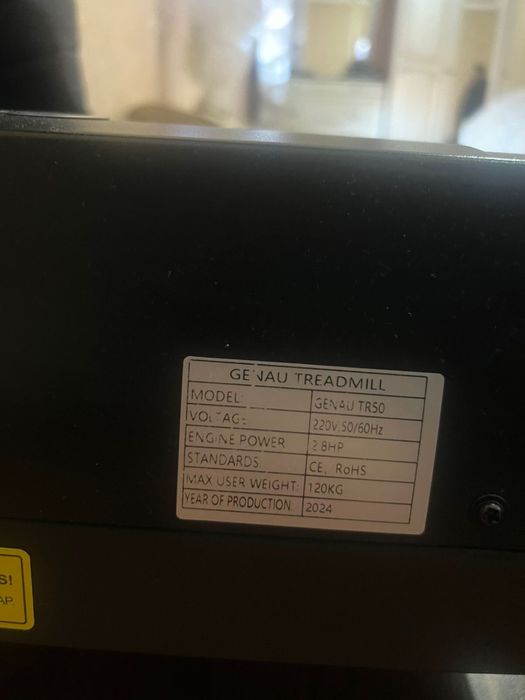 GENAU TREADMILL
MODEL: GENAU TR50
VOLTAGE 220V, 50/60Hz
ENGINE POWER 2.8HP
STANDARDS CE, RoHS
MAX USER WEIGHT: 120KG
YEAR OF PRODUCTION 2024
S!
AP.